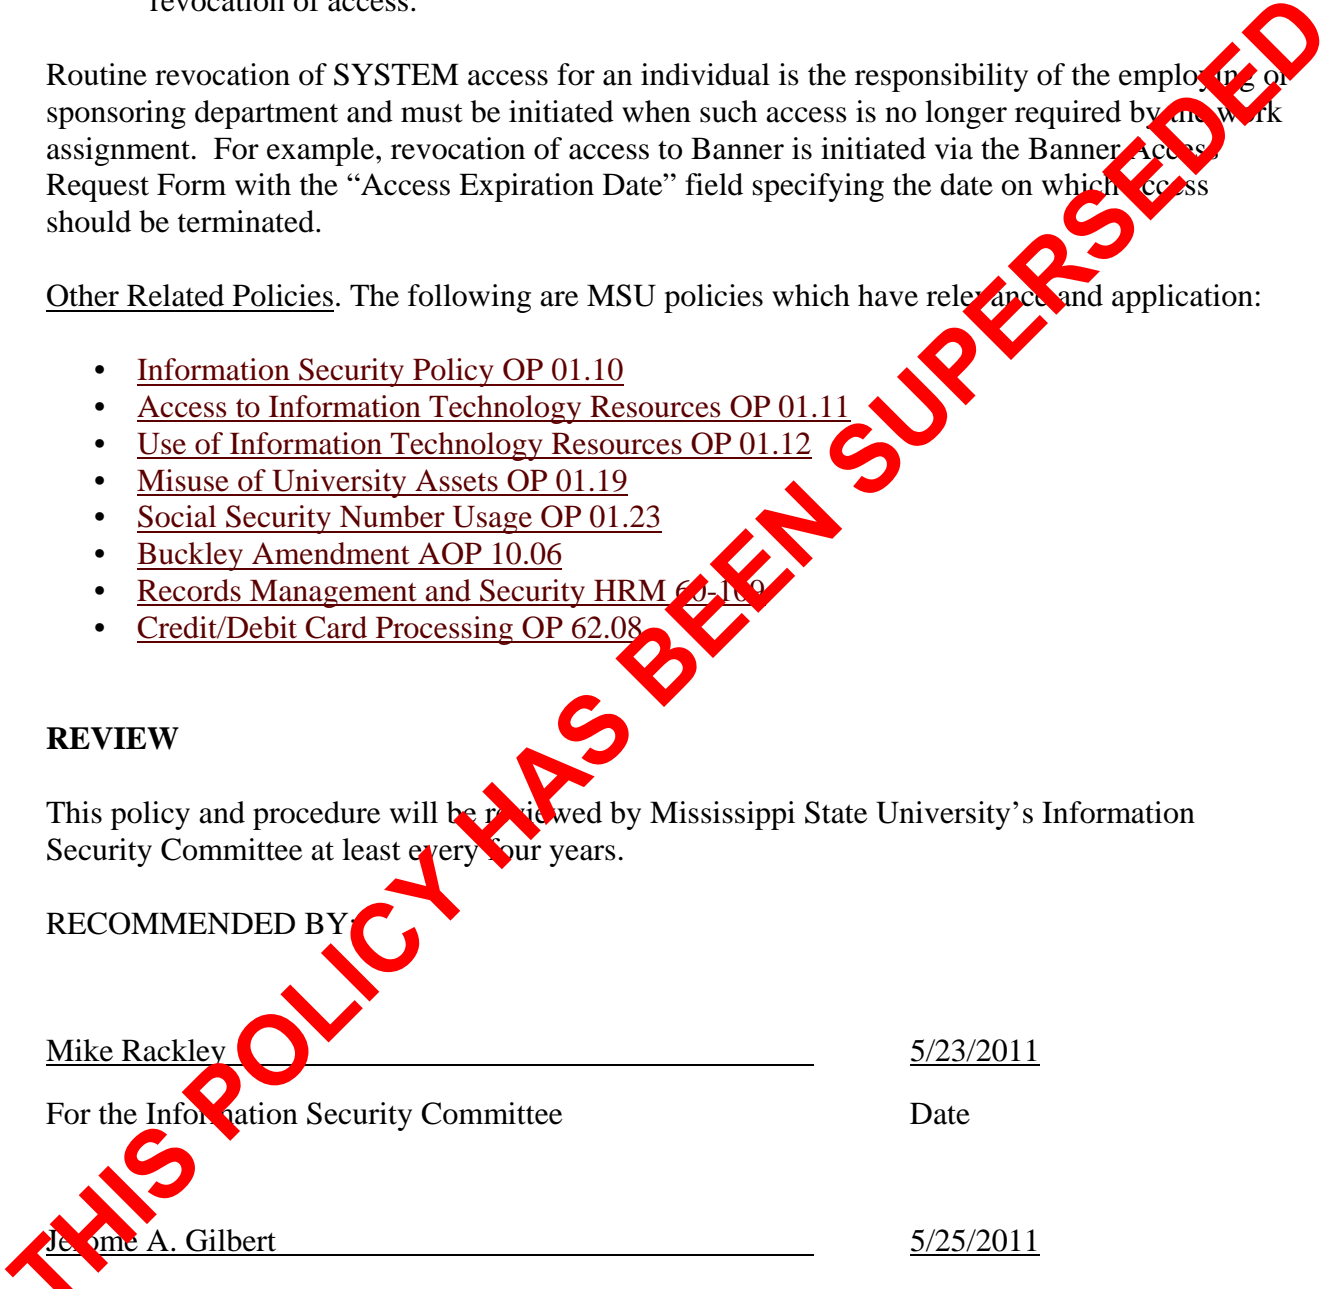 revocation of access.
Routine revocation of SYSTEM access for an individual is the responsibility of the employing or
sponsoring department and must be initiated when such access is no longer required by the work
assignment.  For example, revocation of access to Banner is initiated via the Banner Access
Request Form with the “Access Expiration Date” field specifying the date on which access
should be terminated.
Other Related Policies. The following are MSU policies which have relevance and application:
• Information Security Policy OP 01.10
• Access to Information Technology Resources OP 01.11
• Use of Information Technology Resources OP 01.12
• Misuse of University Assets OP 01.19
• Social Security Number Usage OP 01.23
• Buckley Amendment AOP 10.06
• Records Management and Security HRM 60-109
• Credit/Debit Card Processing OP 62.08
REVIEW
This policy and procedure will be reviewed by Mississippi State University’s Information
Security Committee at least every four years.
RECOMMENDED BY:
Mike Rackley 5/23/2011
For the Information Security Committee Date
Jerome A. Gilbert 5/25/2011
THIS POLICY HAS BEEN SUPERSEDED